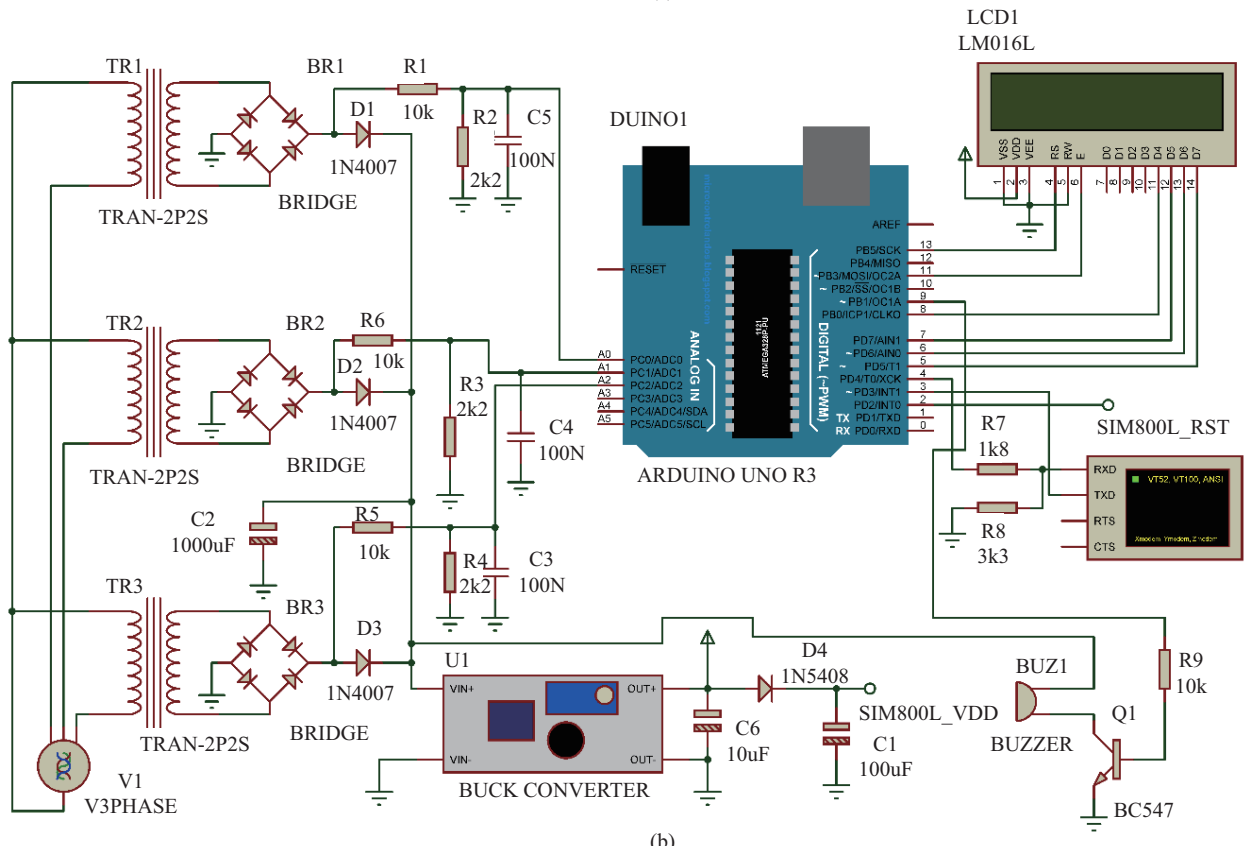 LCD1
LM016L
TR1
BR1
R1
10k
D1
1N4007
R2
2k2
C5
100N
BRIDGE
TRAN-2P2S
DUINO1
VSS
VDD
VEE
RS
RW
E
D0
D1
D2
D3
D4
D5
D6
D7
1
2
3
4
5
6
7
8
9
10
11
12
13
14
RESET
AREF
PB5/SCK 13
PB4/MISO 12
~PB3/MOSI/OC2A 11
~ PB2/SS/OC1B 10
~ PB1/OC1A 9
PB0/ICP1/CLKO 8
PD7/AIN1 7
~ PD6/AIN0 6
~ PD5/T1 5
PD4/T0/XCK 4
~ PD3/INT1 3
PD2/INT0 2
TX PD1/TXD 1
RX PD0/RXD 0
DIGITAL (~PWM)
ANALOG IN
1121
ATMEGA328P-PU
A0 PC0/ADC0
A1 PC1/ADC1
A2 PC2/ADC2
A3 PC3/ADC3
A4 PC4/ADC4/SDA
A5 PC5/ADC5/SCL
ARDUINO UNO R3
TR2
BR2
R6
10k
D2
1N4007
R3
2k2
C4
100N
BRIDGE
TRAN-2P2S
SIM800L_RST
R7
1k8
R8
3k3
RXD
TXD
RTS
CTS
VT52, VT100, ANSI
Xmodem, Ymodem, Zmodem
C2
1000uF
R5
10k
R4
2k2
C3
100N
TR3
BR3
D3
1N4007
BRIDGE
TRAN-2P2S
V1
V3PHASE
U1
VIN+
VIN-
OUT+
OUT-
BUCK CONVERTER
D4
1N5408
SIM800L_VDD
C6
10uF
C1
100uF
BUZ1
BUZZER
R9
10k
Q1
BC547
(b)